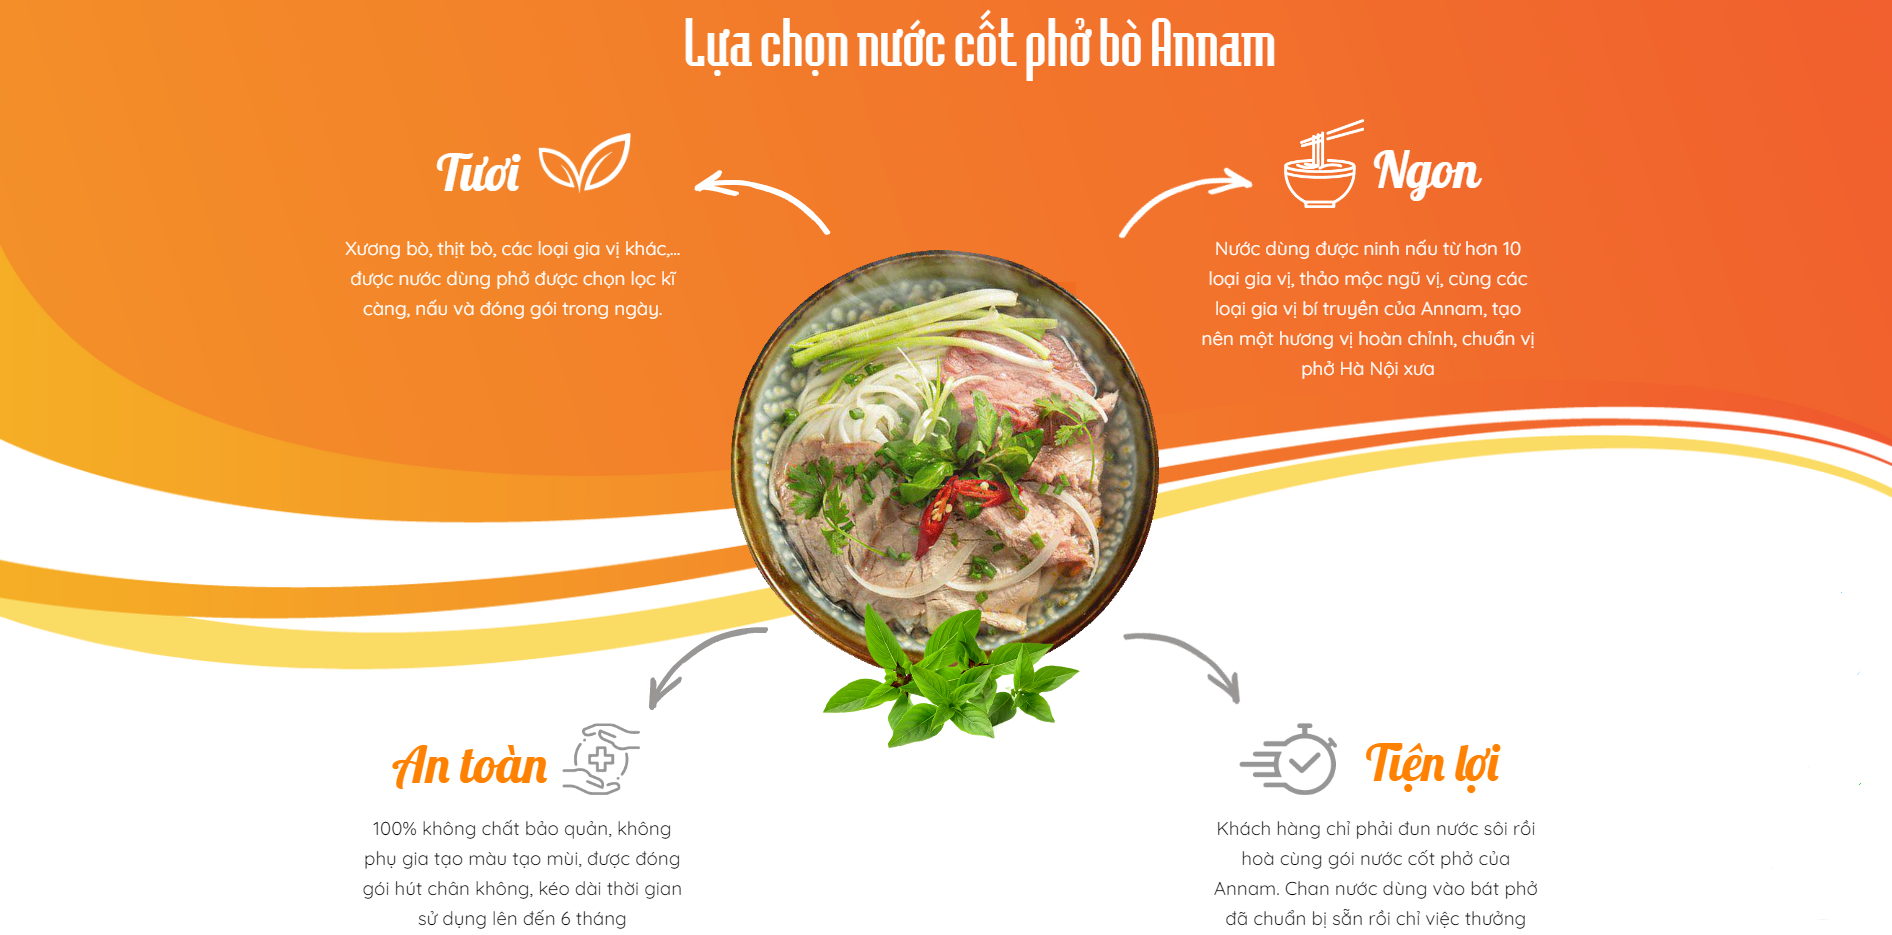 Lựa chọn nước cốt phở bò Annam
Tươi
Xương bò, thịt bò, các loại gia vị khác,...
được nước dùng phở được chọn lọc kĩ
càng, nấu và đóng gói trong ngày.
Ngon
Nước dùng được ninh nấu từ hơn 10
loại gia vị, thảo mộc ngũ vị, cùng các
loại gia vị bí truyền của Annam, tạo
nên một hương vị hoàn chỉnh, chuẩn vị
phở Hà Nội xưa
An toàn
100% không chất bảo quản, không
phụ gia tạo màu tạo mùi, được đóng
gói hút chân không, kéo dài thời gian
sử dụng lên đến 6 tháng
Tiện lợi
Khách hàng chỉ phải đun nước sôi rồi
hoà cùng gói nước cốt phở của
Annam. Chan nước dùng vào bát phở
đã chuẩn bị sẵn rồi chỉ việc thưởng